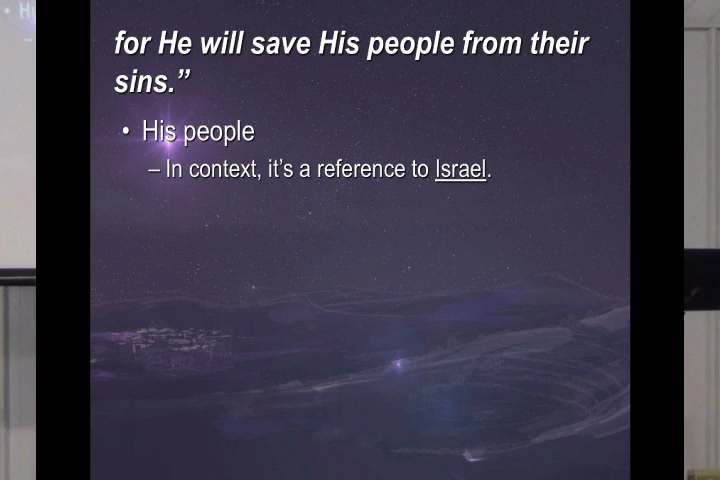 for He will save His people from their
sins.”
• His people
– In context, it’s a reference to Israel.